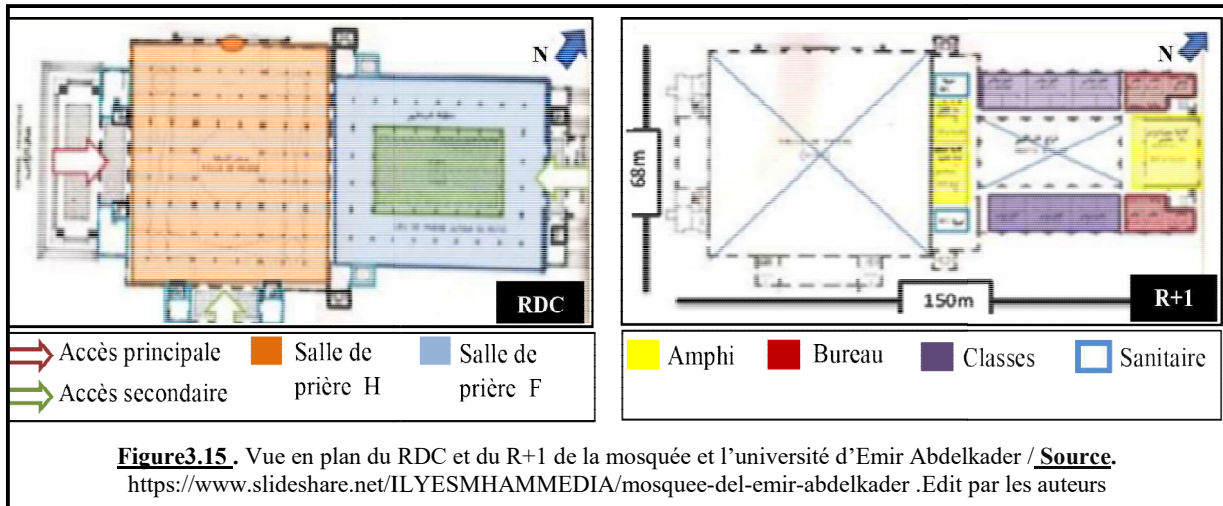 N
RDC
N
68m
150m
R+1
Accès principale
Salle de
prière H
Salle de
prière F
Accès secondaire
Amphi
Bureau
Classes
Sanitaire
Figure3.15 . Vue en plan du RDC et du R+1 de la mosquée et l’université d’Emir Abdelkader / Source.
https://www.slideshare.net/ILYESMHAMMEDIA/mosquee-del-emir-abdelkader .Edit par les auteurs